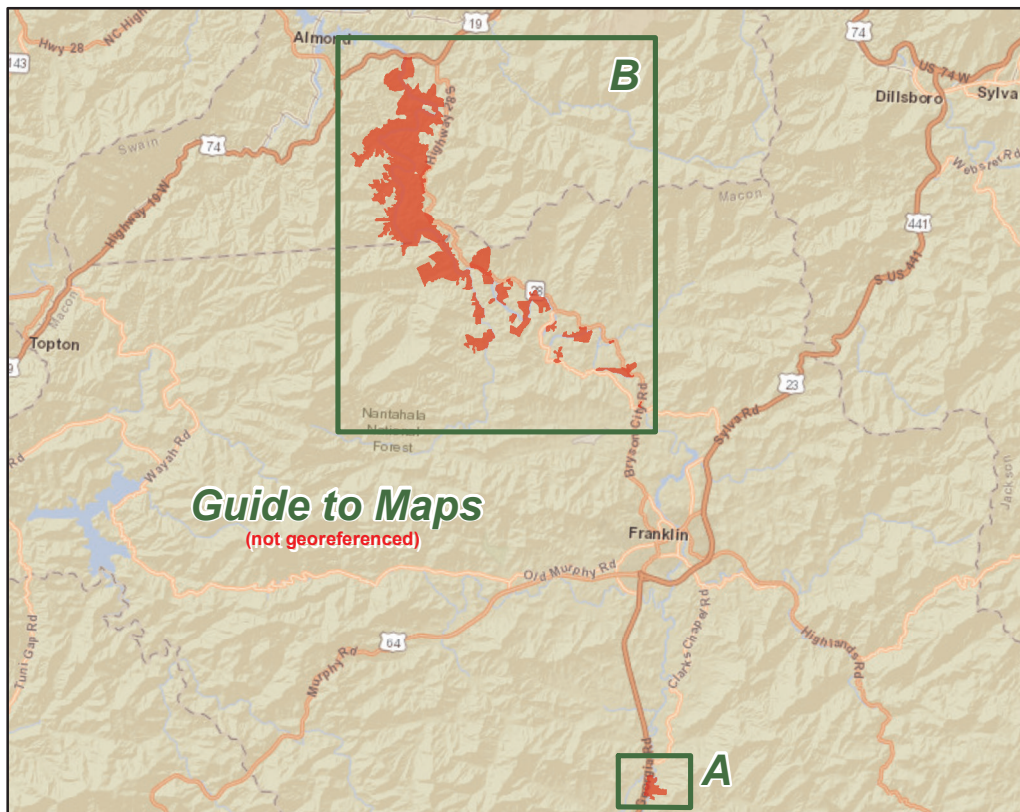 Hwy 28
NC High
19
74
Almond
B
US 74 W
Dillsboro
Sylva
143
Highway 28 S
Swain
74
Webster Rd
Macon
Highway 19 W
441
S US 441
28
Macon
Topton
23
Bryson City Rd
Sylva Rd
Nantahala
National
Forest
Rd
Wayah Rd
Jackson
Guide to Maps
(not georeferenced)
Franklin
Old Murphy Rd
Tuni Gap Rd
64
Murphy Rd
Clarks Chapel Rd
Highlands Rd
Georgia Rd
A